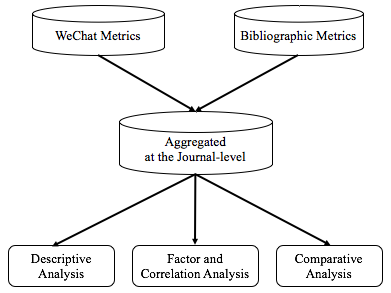 WeChat Metrics
Bibliographic Metrics
Aggregated
at the Journal-level
Descriptive
Analysis
Factor and
Correlation Analysis
Comparative
Analysis